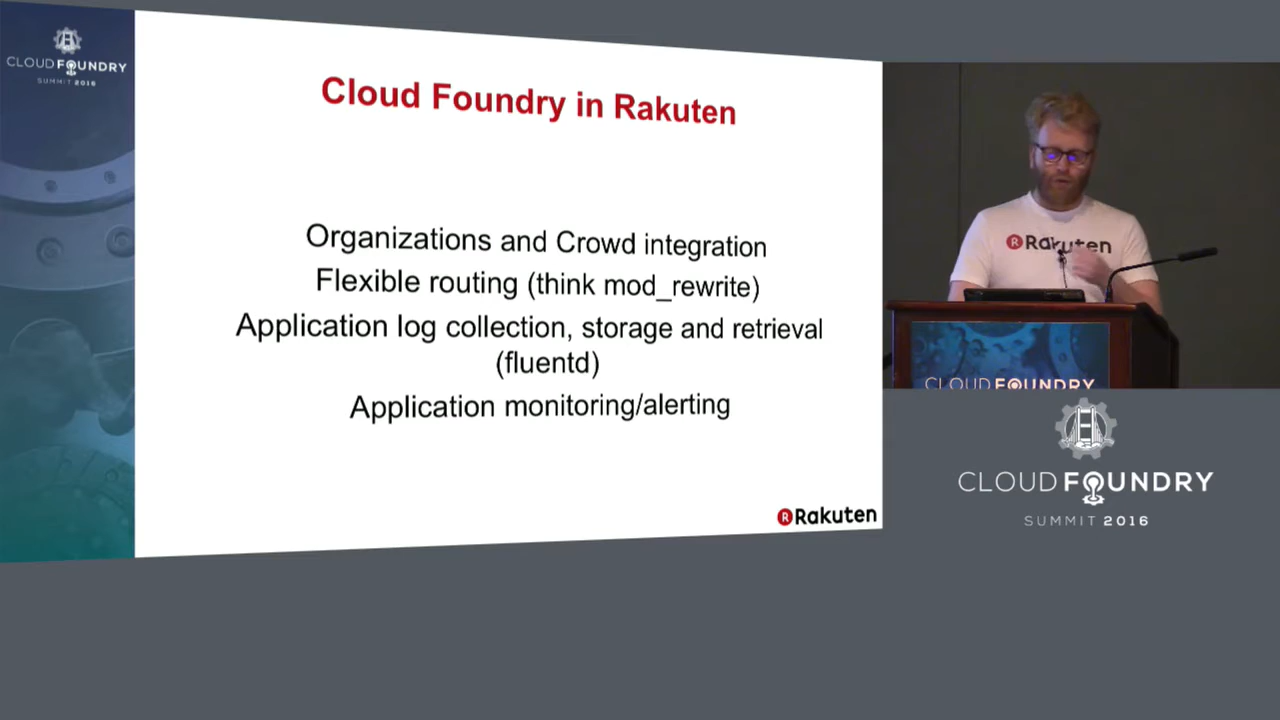 CLOUD FOUNDRY
SUMMIT 2016
Cloud Foundry in Rakuten
Organizations and Crowd integration
Flexible routing (think mod_rewrite)
Application log collection, storage and retrieval
(fluentd)
Application monitoring/alerting
R Rakuten
R Rakuten
CLOUD FOUNDRY
CLOUD FOUNDRY
SUMMIT 2016